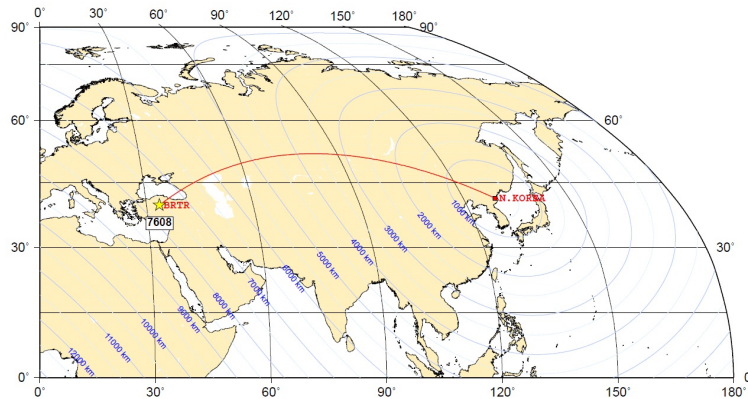 0° 30° 60° 90° 120° 150° 180° 90°
90°
60° 60°
BRTR N.KOREA
7608
1000 km
2000 km
3000 km
4000 km
5000 km
6000 km
7000 km
8000 km
9000 km
10000 km
11000 km
12000 km
30° 30°
0° 0
0° 30° 60° 90° 120° 150° 180°